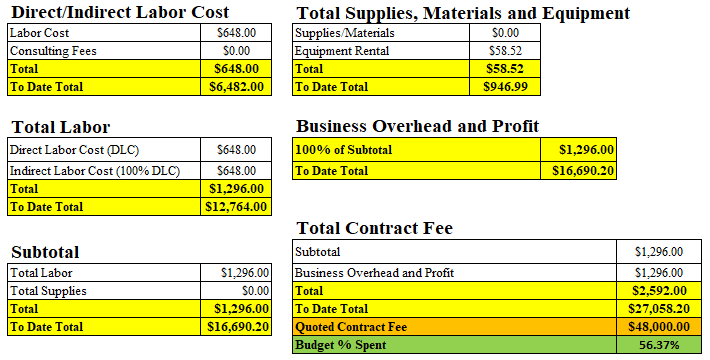 Direct/Indirect Labor Cost
Labor Cost $648.00
Consulting Fees $0.00
Total $648.00
To Date Total $6,482.00
Total Supplies, Materials and Equipment
Supplies/Materials $0.00
Equipment Rental $58.52
Total $58.52
To Date Total $946.99
Total Labor
Direct Labor Cost (DLC) $648.00
Indirect Labor Cost (100% DLC) $648.00
Total $1,296.00
To Date Total $12,764.00
Business Overhead and Profit
100% of Subtotal $1,296.00
To Date Total $16,690.20
Subtotal
Total Labor $1,296.00
Total Supplies $0.00
Total $1,296.00
To Date Total $16,690.20
Total Contract Fee
Subtotal $1,296.00
Business Overhead and Profit $1,296.00
Total $2,592.00
To Date Total $27,058.20
Quoted Contract Fee $48,000.00
Budget % Spent 56.37%